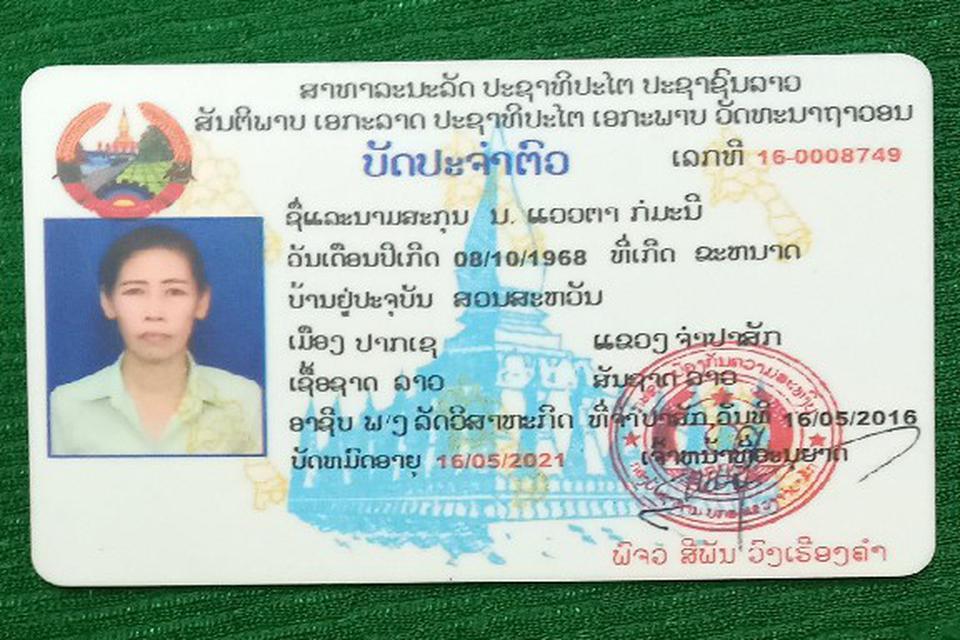 ສາທາລະນະລັດ ປະຊາທິປະໄຕ ປະຊາຊົນລາວ
ສັນຕິພາບ ເອກະລາດ ປະຊາທິປະໄຕ ເອກະພາບ ວັດທະນາຖາວອນ
ບັດປະຈຳຕົວ ເລກທີ 16-0008749
ຊື່ແລະນາມສະກຸນ ນ. ແວວຕາ ກ່ມະນີ
ວັນເດືອນປີເກີດ 08/10/1968 ທີ່ເກີດ ຂະຫນາດ
ບ້ານຢູ່ປະຈຸບັນ ສວນສະຫວັນ
ເມືອງ ປາກເຊ ແຂວງ ຈຳປາສັກ
ເຊື້ອຊາດ ລາວ ສັນຊາດ ລາວ
ອາຊີບ ພ/ງ ລັດວິສາຫະກິດ ທີ່ຈຳປາສັກ ວັນທີ 16/05/2016
ບັດຫມົດອາຍຸ 16/05/2021 ເຈົ້າຫນ້າທີ່ອະນຸຍາດ
ພົຈວ ສີພັນ ວົງເຮືອງຄຳ